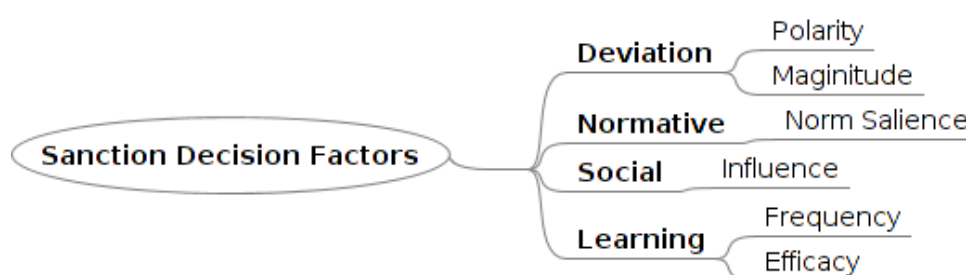 Sanction Decision Factors
Deviation
Polarity
Maginitude
Normative
Norm Salience
Social
Influence
Learning
Frequency
Efficacy